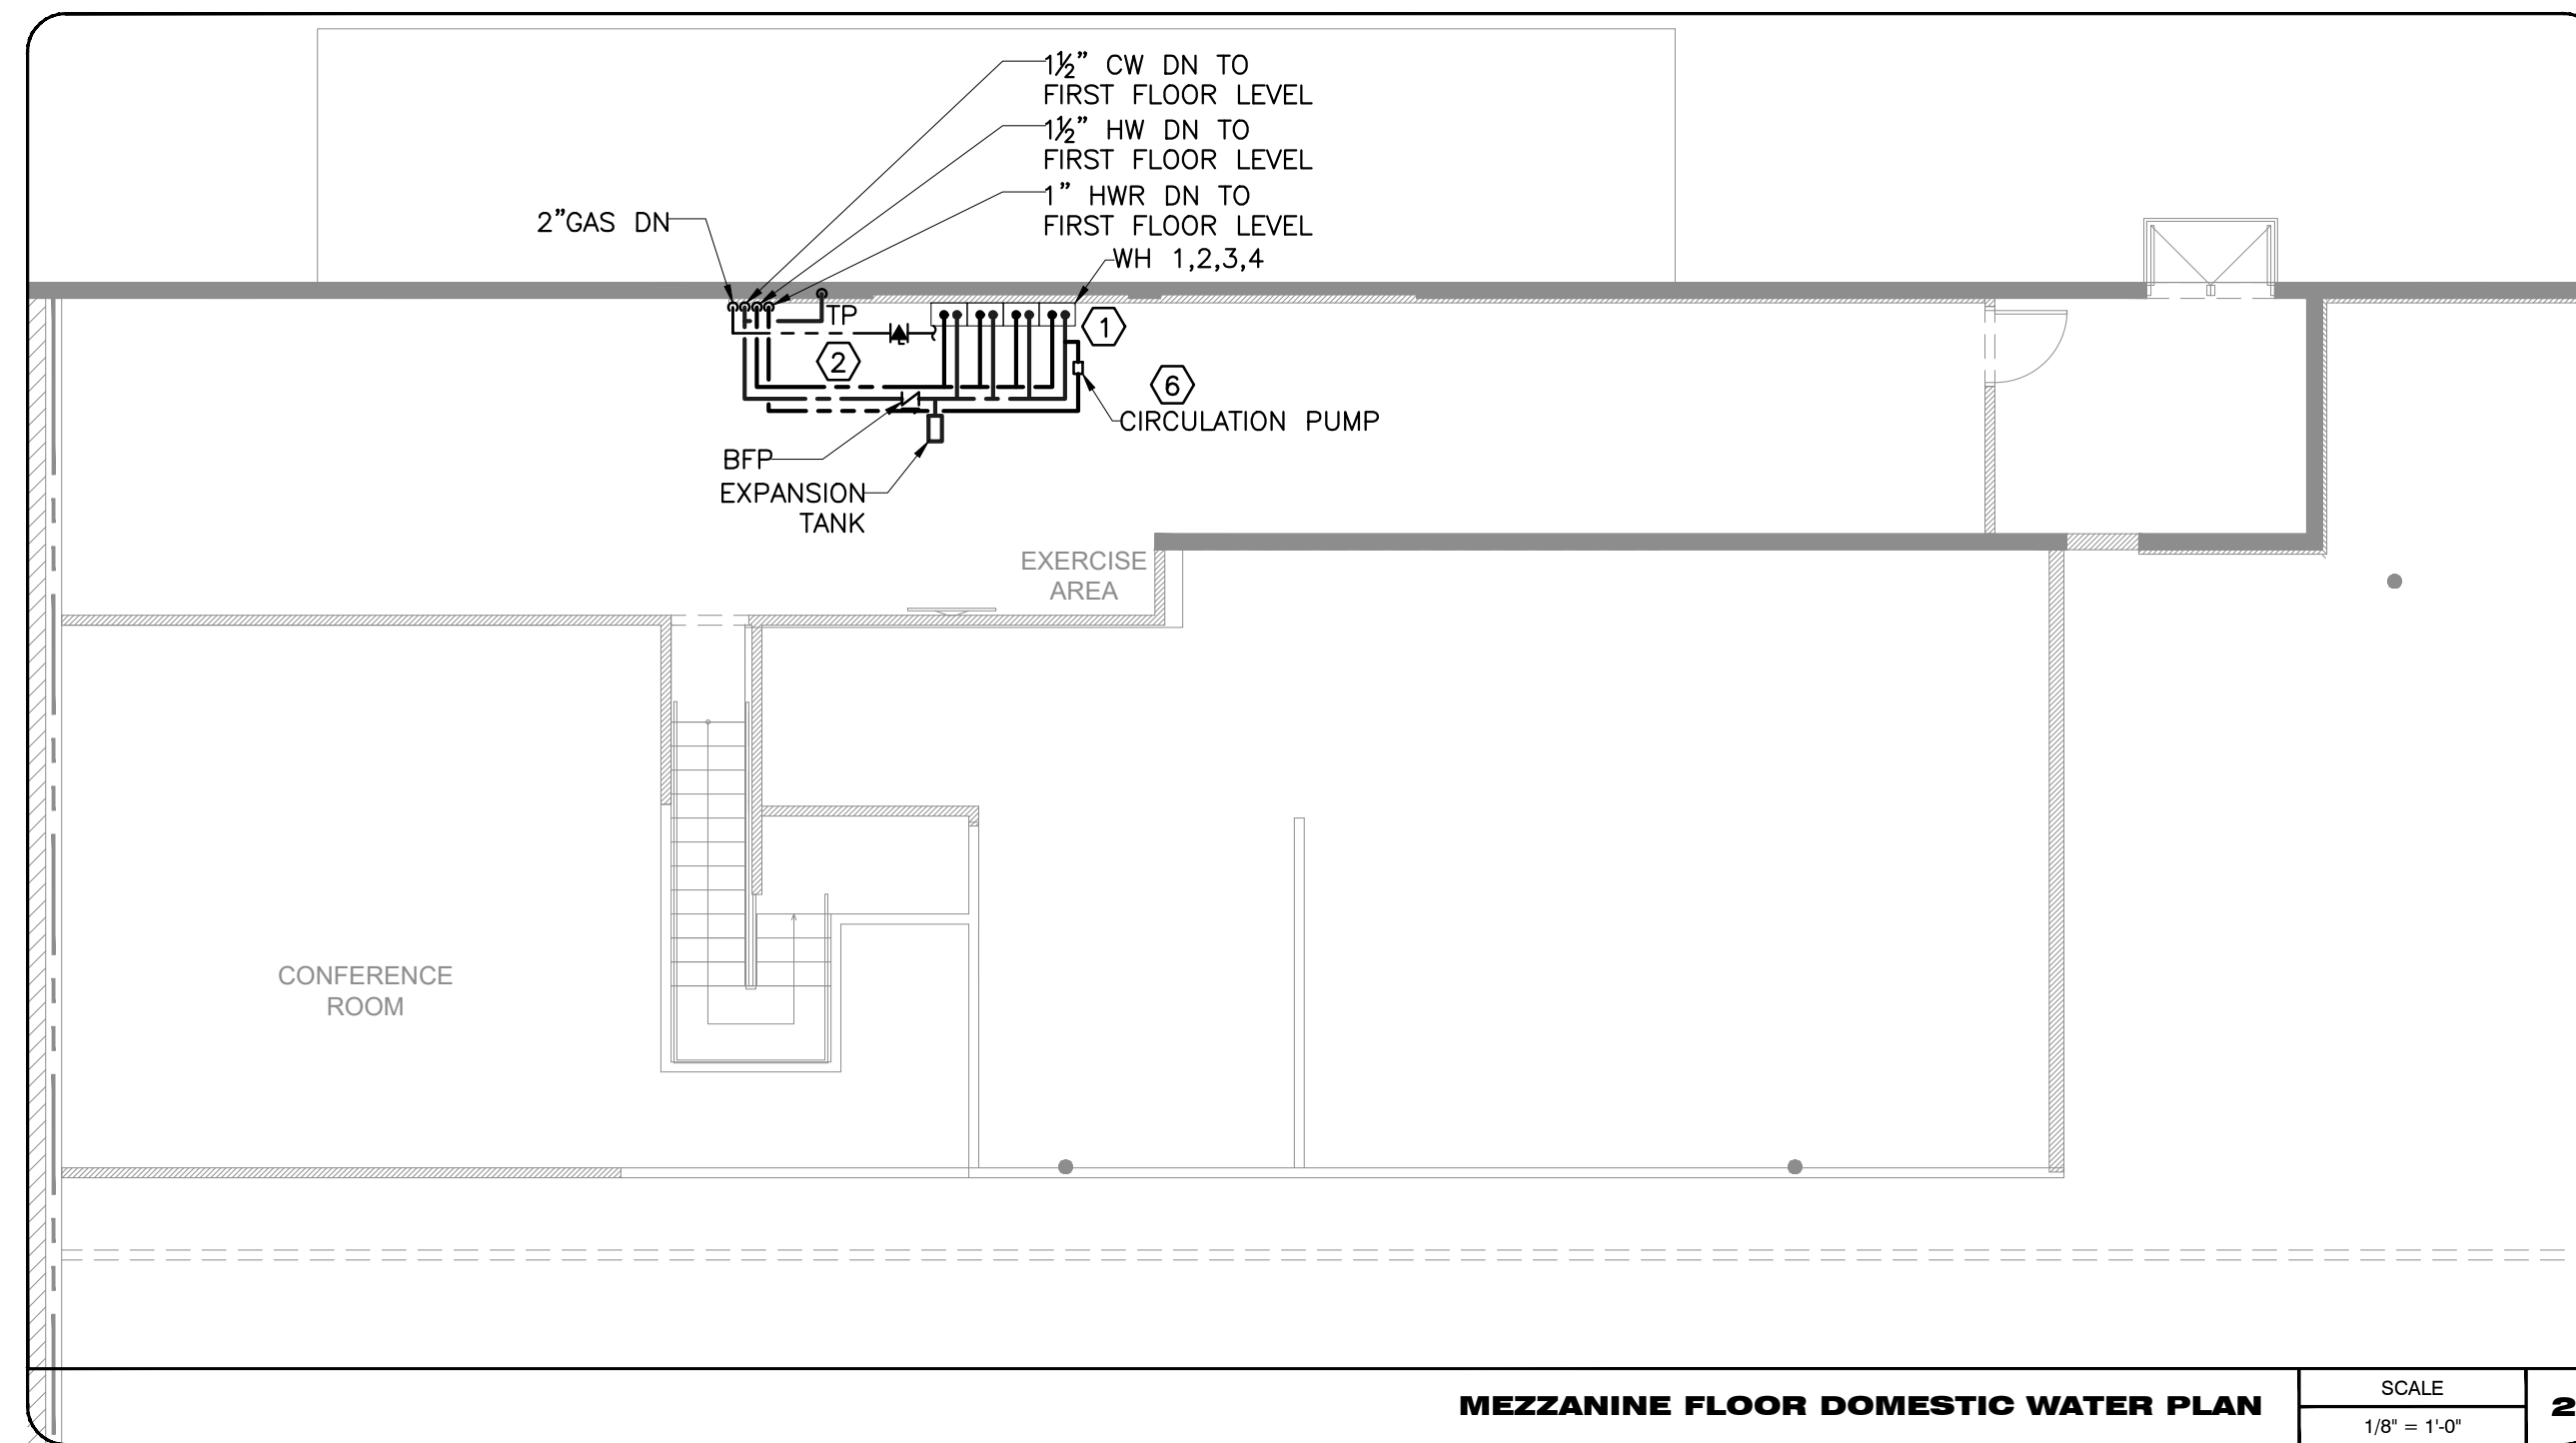 1½” CW DN TO
FIRST FLOOR LEVEL
1½” HW DN TO
FIRST FLOOR LEVEL
1” HWR DN TO
FIRST FLOOR LEVEL
2”GAS DN
WH 1,2,3,4
TP
1
2
6
CIRCULATION PUMP
BFP
EXPANSION
TANK
EXERCISE
AREA
CONFERENCE
ROOM
MEZZANINE FLOOR DOMESTIC WATER PLAN
SCALE
1/8" = 1'-0"
2